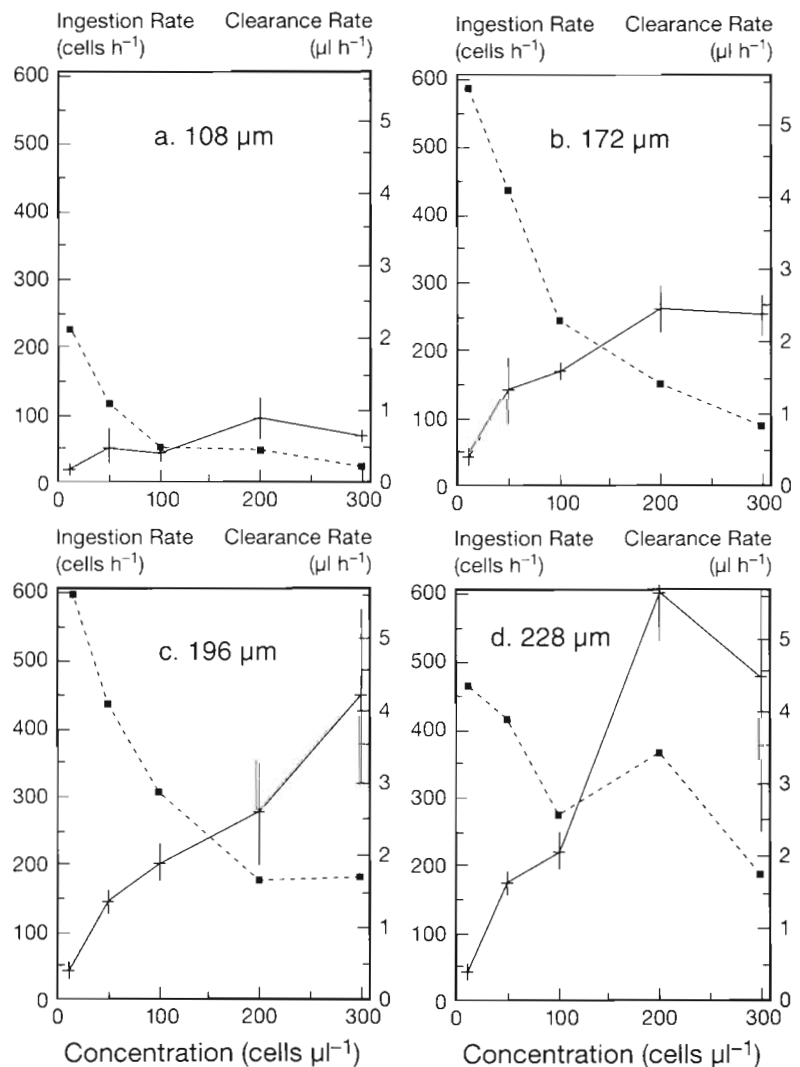 Ingestion Rate Clearance Rate
(cells h⁻¹) (µl h⁻¹)
600
500
400
300
200
100
0
a. 108 µm
5
4
3
2
1
0
0 100 200 300
Ingestion Rate Clearance Rate
(cells h⁻¹) (µl h⁻¹)
600
500
400
300
200
100
0
b. 172 µm
5
4
3
2
1
0
0 100 200 300
Ingestion Rate Clearance Rate
(cells h⁻¹) (µl h⁻¹)
600
500
400
300
200
100
0
c. 196 µm
5
4
3
2
1
0
0 100 200 300
Concentration (cells µl⁻¹)
Ingestion Rate Clearance Rate
(cells h⁻¹) (µl h⁻¹)
600
500
400
300
200
100
0
d. 228 µm
5
4
3
2
1
0
0 100 200 300
Concentration (cells µl⁻¹)